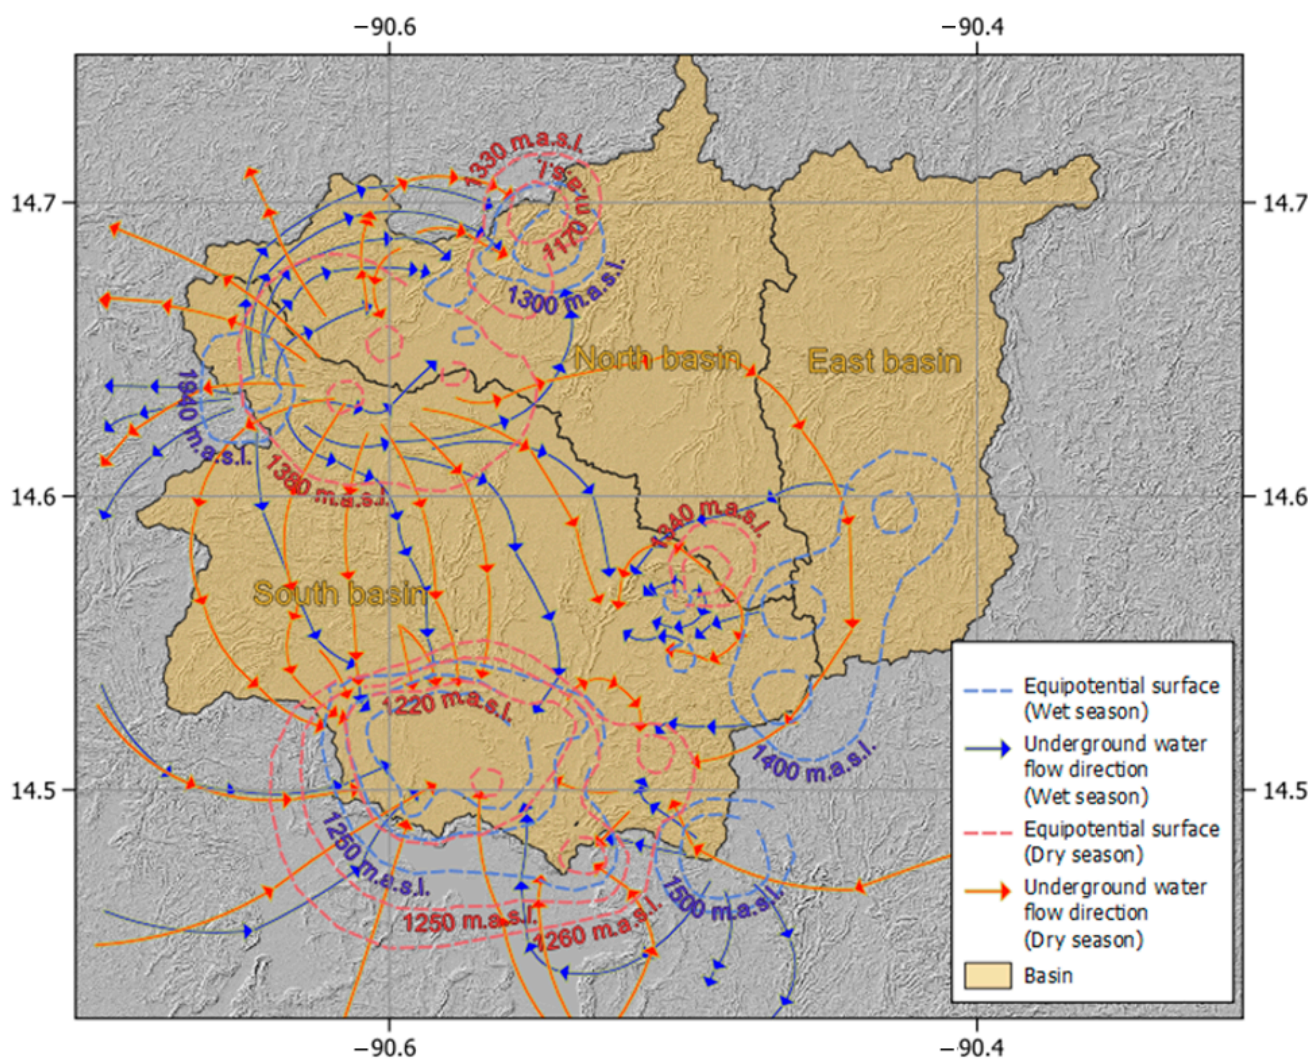 −90.6
−90.4
14.7
14.7
1330 m.a.s.l.
1170 m.a.s.l.
1300 m.a.s.l.
North basin
East basin
1940 m.a.s.l.
1380 m.a.s.l.
14.6
14.6
1340 m.a.s.l.
South basin
1220 m.a.s.l.
1400 m.a.s.l.
14.5
14.5
1250 m.a.s.l.
1500 m.a.s.l.
1250 m.a.s.l.
1260 m.a.s.l.
Equipotential surface
(Wet season)
Underground water
flow direction
(Wet season)
Equipotential surface
(Dry season)
Underground water
flow direction
(Dry season)
Basin
−90.6
−90.4